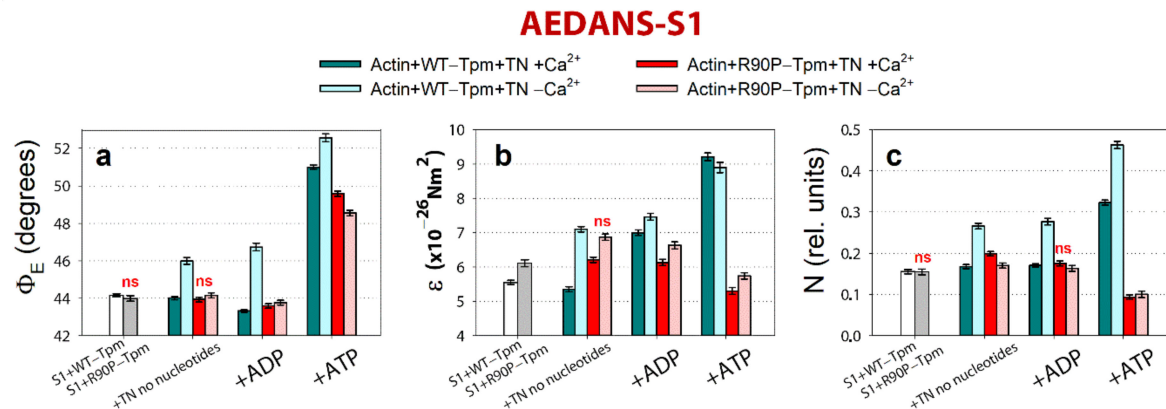 AEDANS-S1
Actin+WT–Tpm+TN +Ca2+
Actin+R90P–Tpm+TN +Ca2+
Actin+WT–Tpm+TN –Ca2+
Actin+R90P–Tpm+TN –Ca2+
a
ΦE (degrees)
52
50
48
46
44
42
ns
ns
S1+WT–Tpm
S1+R90P–Tpm
+TN no nucleotides
+ADP
+ATP
b
ε (x10−26Nm2)
10
9
8
7
6
5
4
ns
S1+WT–Tpm
S1+R90P–Tpm
+TN no nucleotides
+ADP
+ATP
c
N (rel. units)
0.5
0.4
0.3
0.2
0.1
0.0
ns
ns
S1+WT–Tpm
S1+R90P–Tpm
+TN no nucleotides
+ADP
+ATP